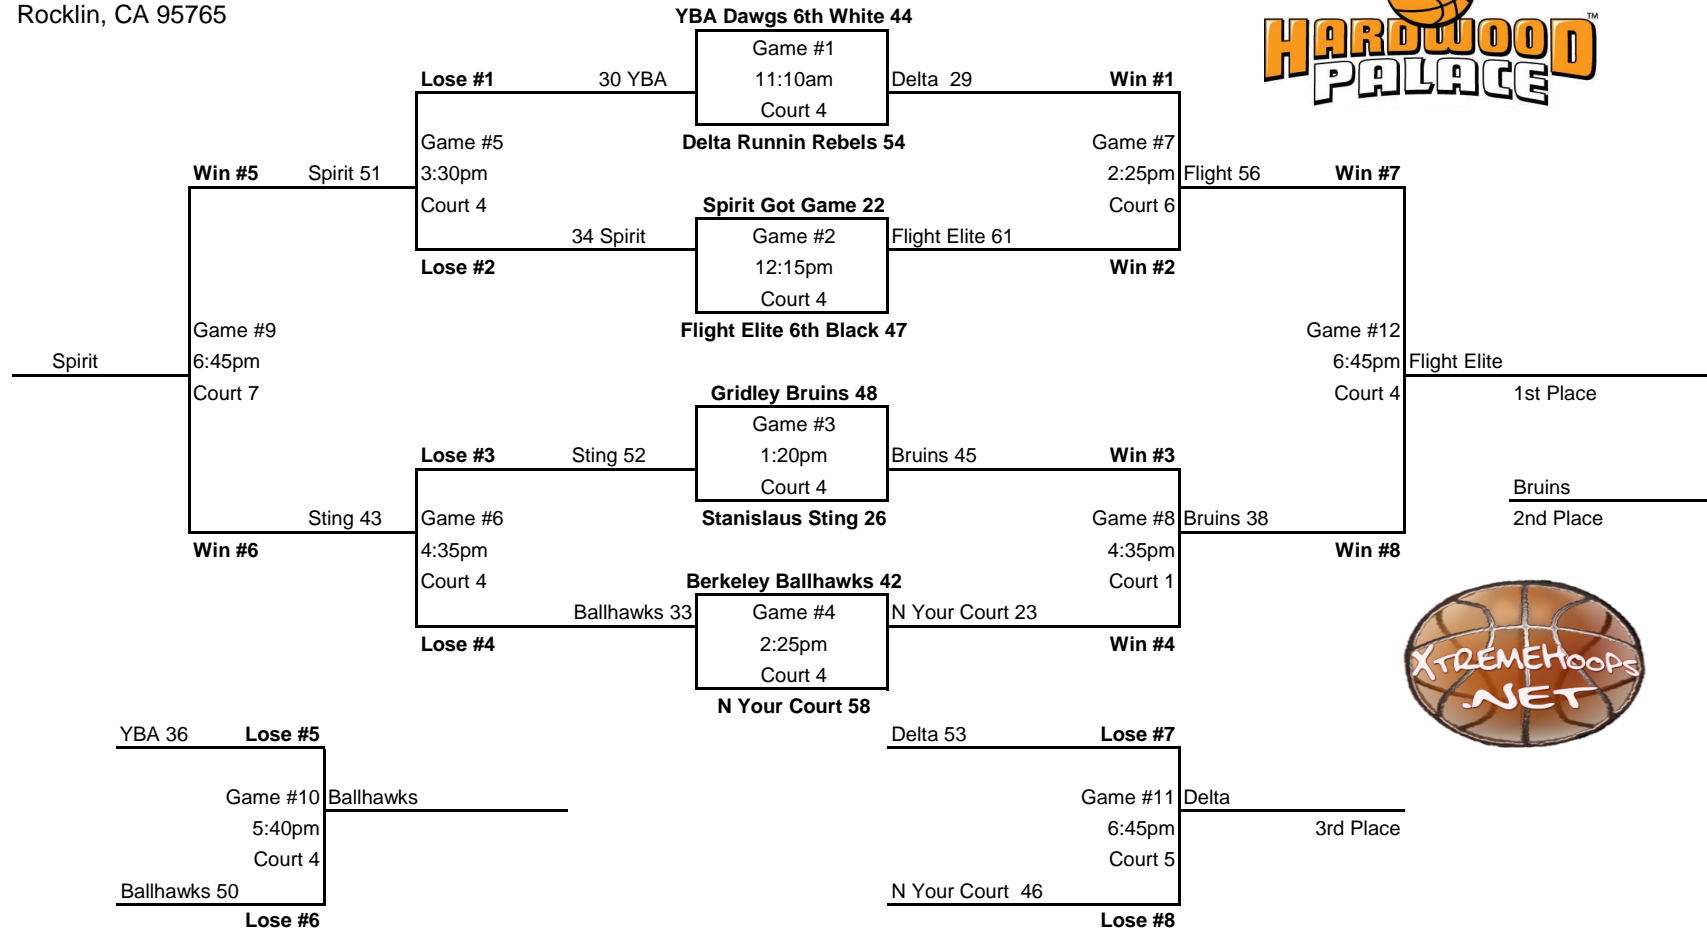 Rocklin, CA 95765
YBA Dawgs 6th White 44
HARDWOOD
PALACE
™
Game #1
Lose #1 30 YBA 11:10am Delta 29 Win #1
Court 4
Game #5 Delta Runnin Rebels 54 Game #7
Win #5 Spirit 51 3:30pm 2:25pm Flight 56 Win #7
Court 4 Spirit Got Game 22 Court 6
34 Spirit Game #2 Flight Elite 61
Lose #2 12:15pm Win #2
Court 4
Game #9 Flight Elite 6th Black 47 Game #12
Spirit 6:45pm 6:45pm Flight Elite
Court 7 Gridley Bruins 48 Court 4 1st Place
Game #3
Lose #3 Sting 52 1:20pm Bruins 45 Win #3
Court 4 Bruins
Sting 43 Game #6 Stanislaus Sting 26 Game #8 Bruins 38 2nd Place
Win #6 4:35pm 4:35pm Win #8
Court 4 Berkeley Ballhawks 42 Court 1
Ballhawks 33 Game #4 N Your Court 23
Lose #4 2:25pm Win #4
Court 4
XTREMEHOOPS
.NET
N Your Court 58
YBA 36 Lose #5 Delta 53 Lose #7
Game #10 Ballhawks Game #11 Delta
5:40pm 6:45pm 3rd Place
Court 4 Court 5
Ballhawks 50 N Your Court 46
Lose #6 Lose #8